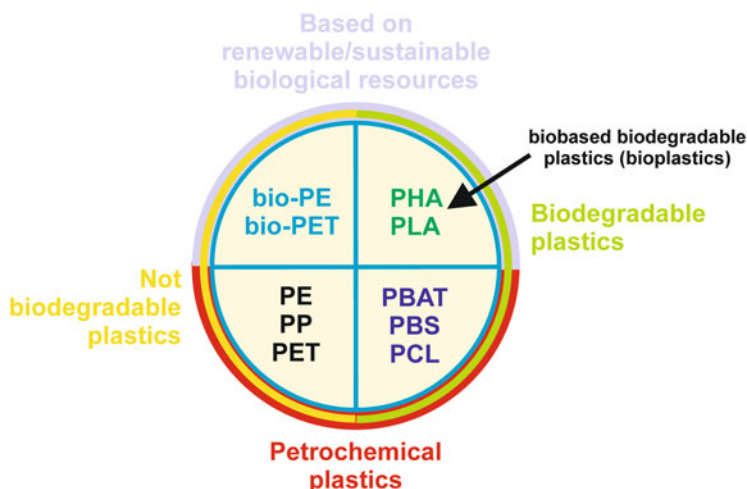 Based on
renewable/sustainable
biological resources
biobased biodegradable
plastics (bioplastics)
bio-PE
bio-PET
PHA
PLA
Biodegradable
plastics
Not
biodegradable
plastics
PE
PP
PET
PBAT
PBS
PCL
Petrochemical
plastics